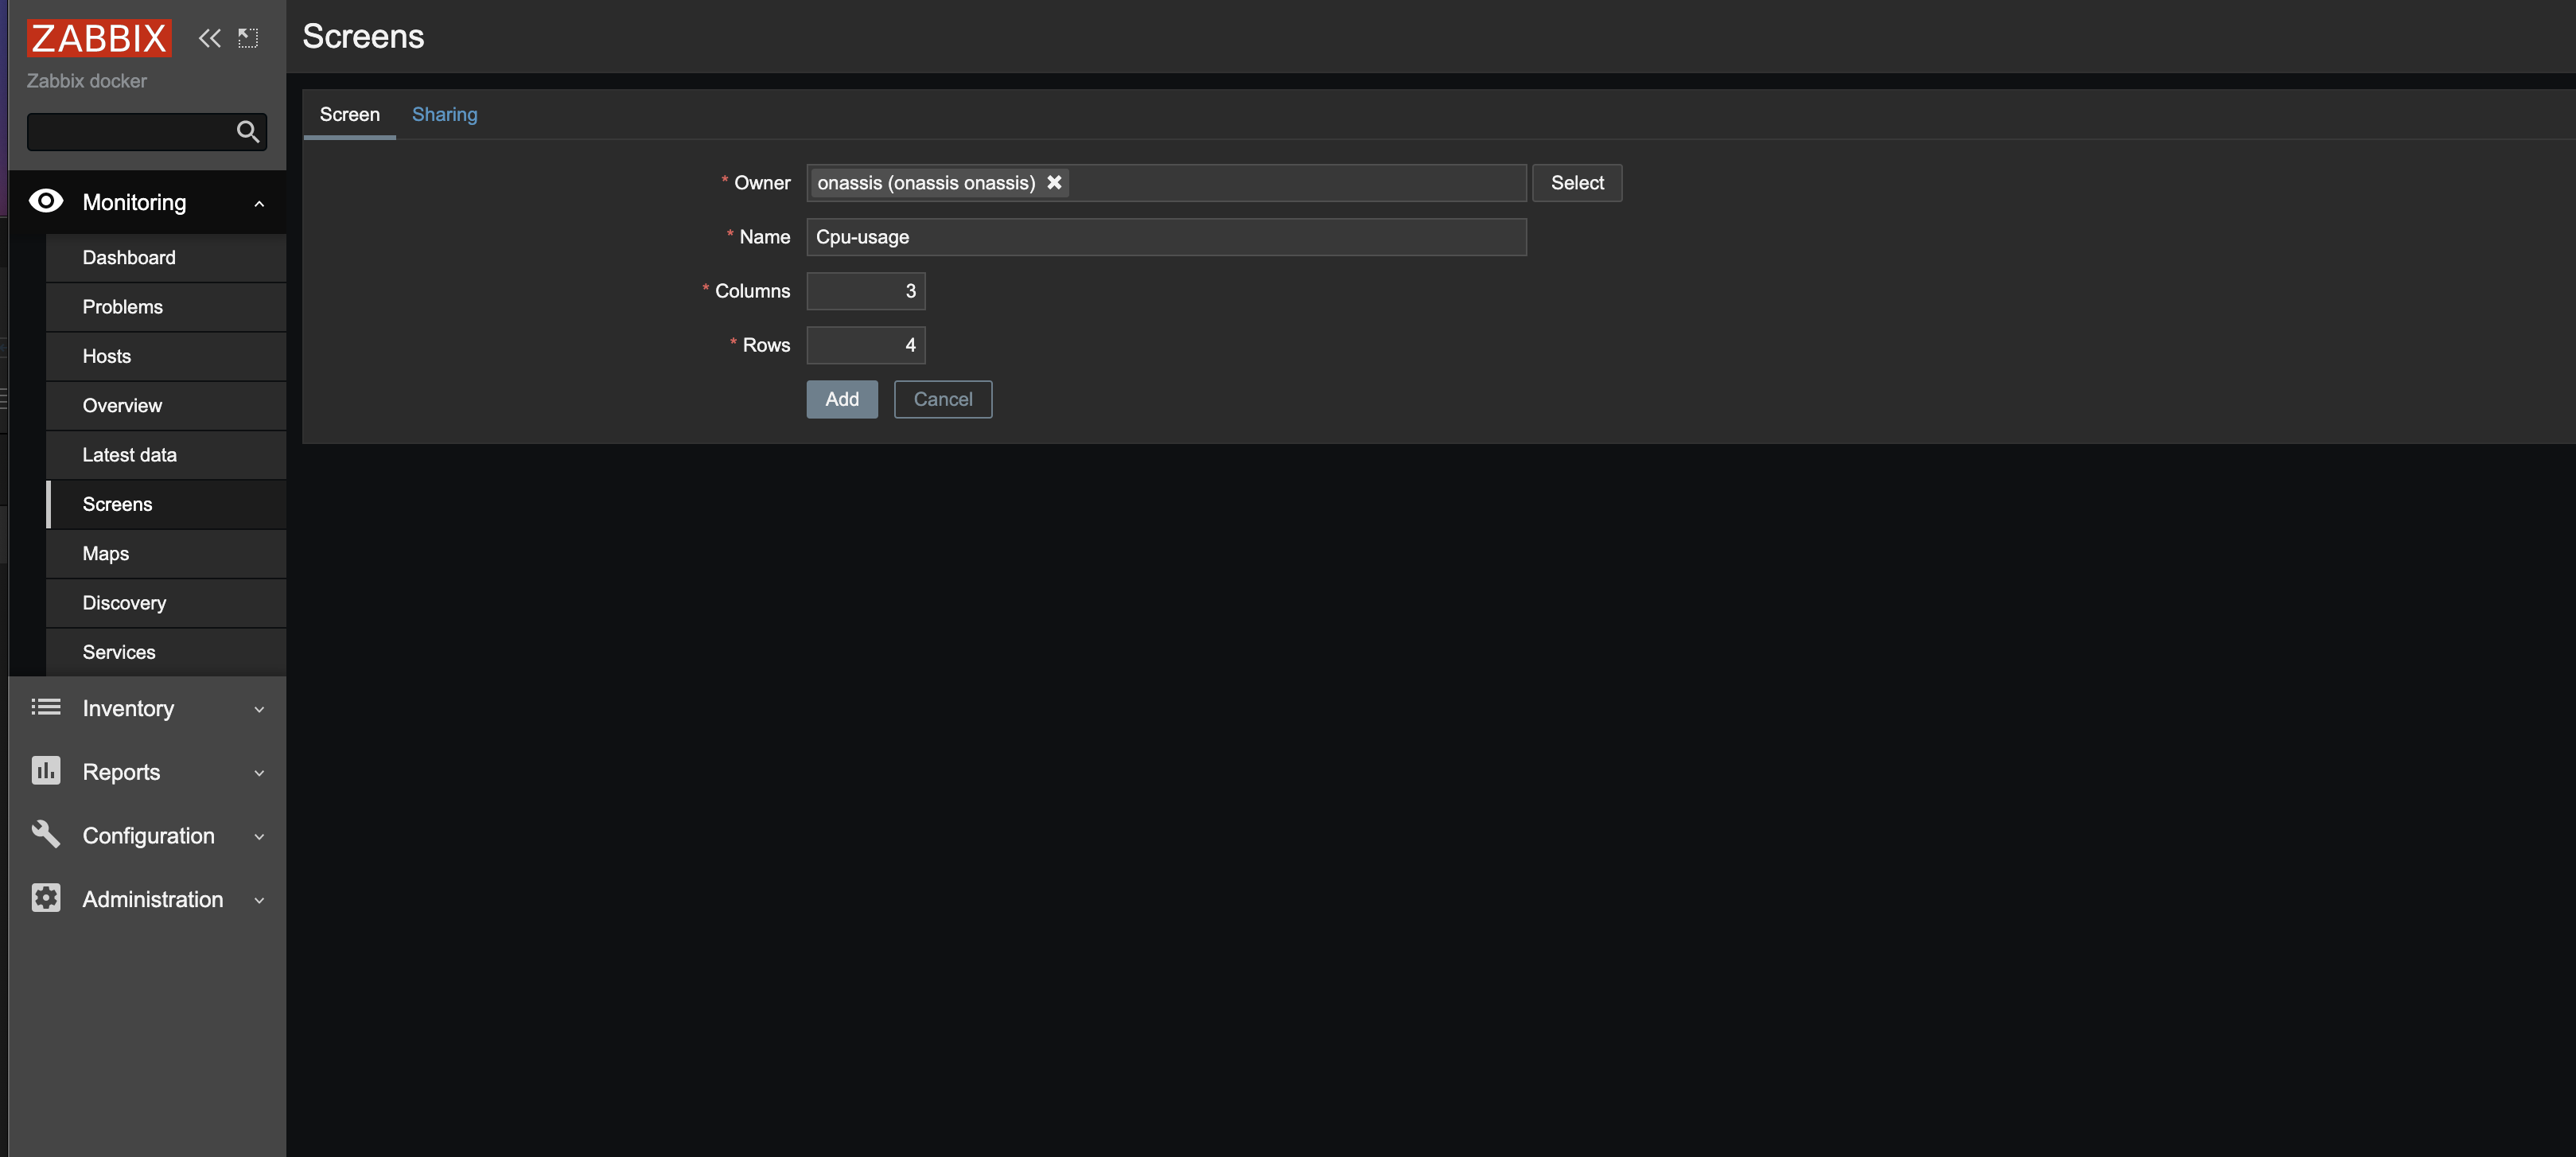 ZABBIX
Zabbix docker
Monitoring
Dashboard
Problems
Hosts
Overview
Latest data
Screens
Maps
Discovery
Services
Inventory
Reports
Configuration
Administration
Screens
Screen Sharing
* Owner onassis (onassis onassis) Select
* Name Cpu-usage
* Columns 3
* Rows 4
Add Cancel